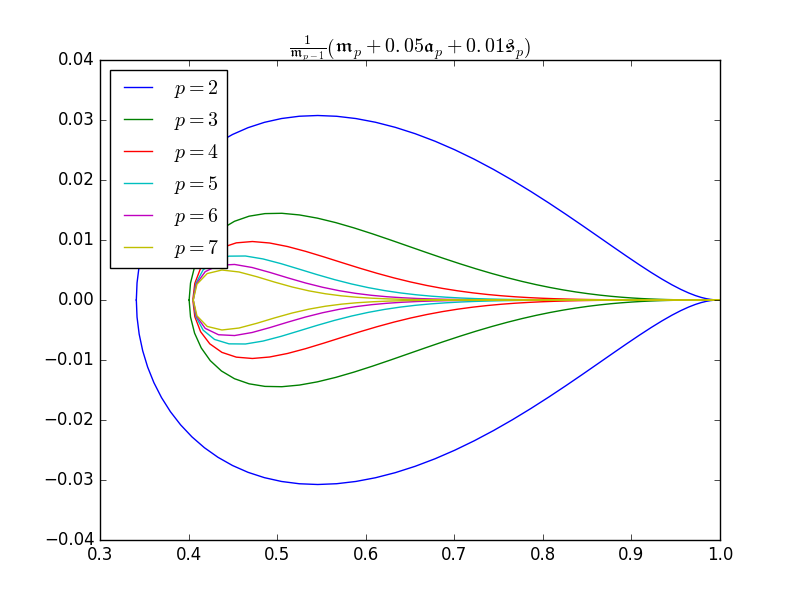 1/𝔪_{p−1}(𝔪_p + 0.05𝔞_p + 0.01𝔰_p)
0.04
0.03
0.02
0.01
0.00
−0.01
−0.02
−0.03
−0.04
p = 2
p = 3
p = 4
p = 5
p = 6
p = 7
0.3 0.4 0.5 0.6 0.7 0.8 0.9 1.0